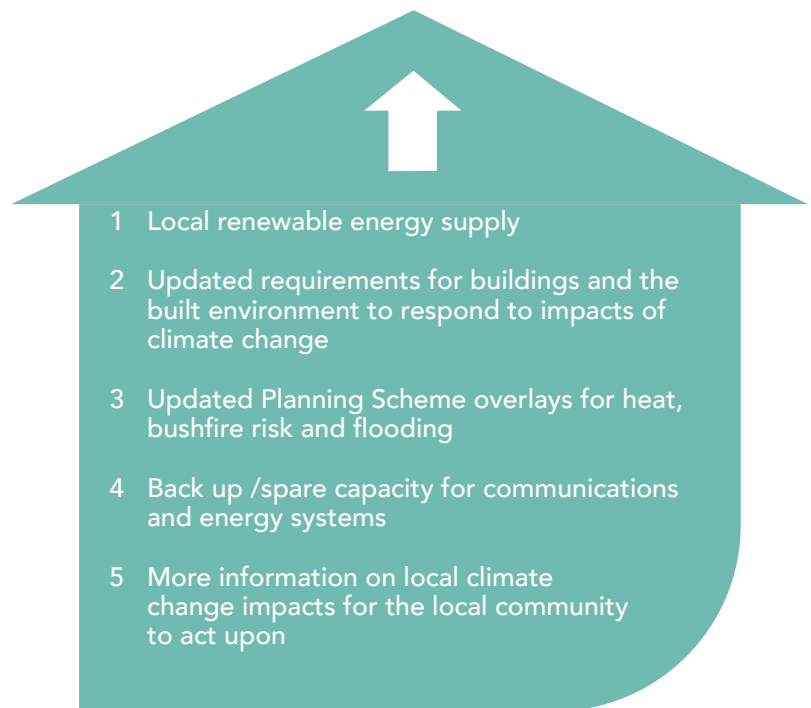 1 Local renewable energy supply
2 Updated requirements for buildings and the
built environment to respond to impacts of
climate change
3 Updated Planning Scheme overlays for heat,
bushfire risk and flooding
4 Back up /spare capacity for communications
and energy systems
5 More information on local climate
change impacts for the local community
to act upon